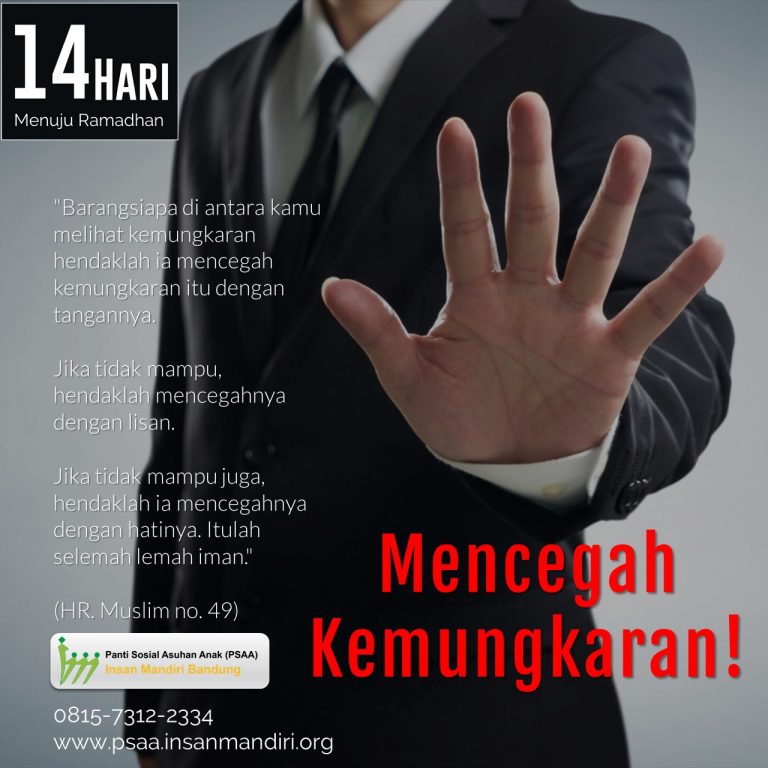 14 HARI
Menuju Ramadhan
"Barangsiapa di antara kamu
melihat kemungkaran
hendaklah ia mencegah
kemungkaran itu dengan
tangannya.
Jika tidak mampu,
hendaklah mencegahnya
dengan lisan.
Jika tidak mampu juga,
hendaklah ia mencegahnya
dengan hatinya. Itulah
selemah lemah iman."
(HR. Muslim no. 49)
Mencegah
Kemungkaran!
Panti Sosial Asuhan Anak (PSAA)
Insan Mandiri Bandung
0815-7312-2334
www.psaa.insanmandiri.org